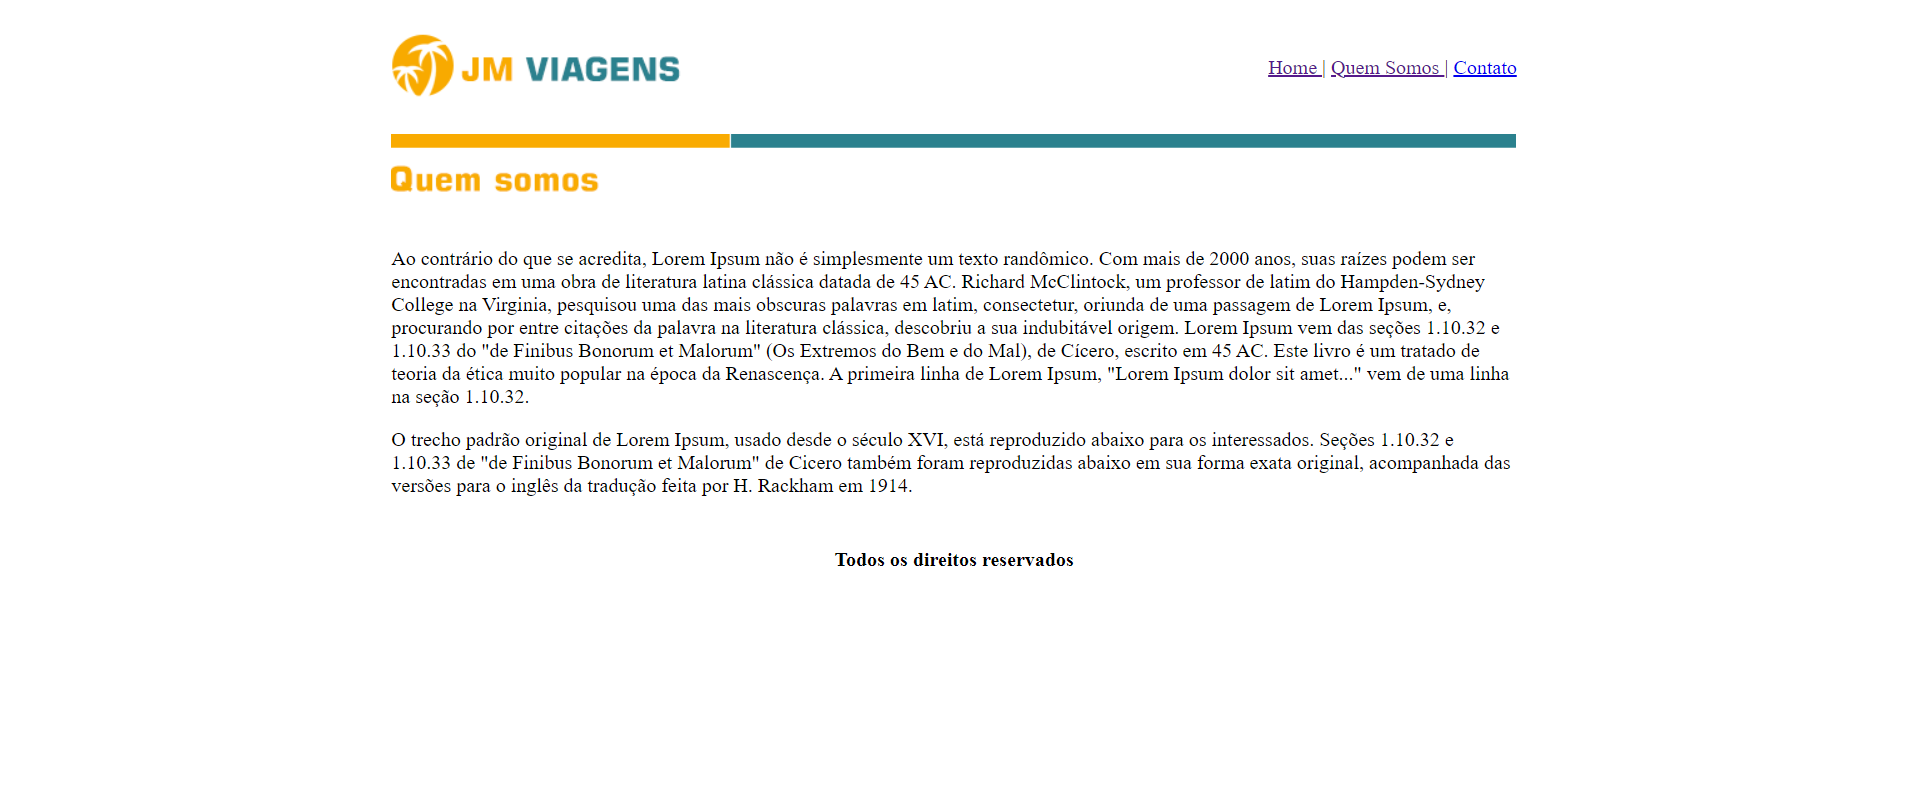 JM VIAGENS
Home | Quem Somos | Contato
Quem somos
Ao contrário do que se acredita, Lorem Ipsum não é simplesmente um texto randômico. Com mais de 2000 anos, suas raízes podem ser
encontradas em uma obra de literatura latina clássica datada de 45 AC. Richard McClintock, um professor de latim do Hampden-Sydney
College na Virginia, pesquisou uma das mais obscuras palavras em latim, consectetur, oriunda de uma passagem de Lorem Ipsum, e,
procurando por entre citações da palavra na literatura clássica, descobriu a sua indubitável origem. Lorem Ipsum vem das seções 1.10.32 e
1.10.33 do "de Finibus Bonorum et Malorum" (Os Extremos do Bem e do Mal), de Cícero, escrito em 45 AC. Este livro é um tratado de
teoria da ética muito popular na época da Renascença. A primeira linha de Lorem Ipsum, "Lorem Ipsum dolor sit amet..." vem de uma linha
na seção 1.10.32.
O trecho padrão original de Lorem Ipsum, usado desde o século XVI, está reproduzido abaixo para os interessados. Seções 1.10.32 e
1.10.33 de "de Finibus Bonorum et Malorum" de Cicero também foram reproduzidas abaixo em sua forma exata original, acompanhada das
versões para o inglês da tradução feita por H. Rackham em 1914.
Todos os direitos reservados